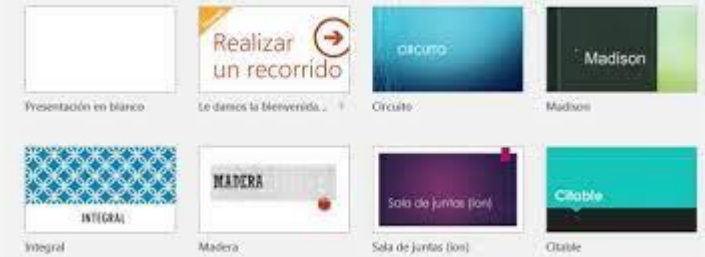 Realizar
un recorrido
CIRCUITO
Madison
Presentación en blanco
Le damos la bienvenida...
Circuito
Madison
INTEGRAL
MADERA
Sala de juntas (ion)
Citable
Integral
Madera
Sala de juntas (ion)
Citable